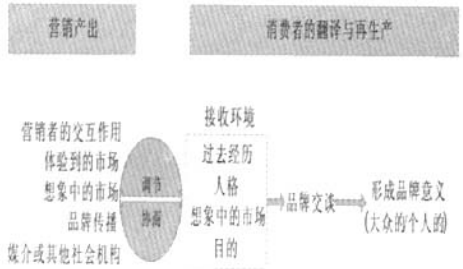 营销产出
消费者的翻译与再生产
营销者的交互作用
体验到的市场
想象中的市场
品牌传播
媒介或其他社会机构
调节
协商
接收环境
过去经历
人格
想象中的市场
目的
品牌交谈
形成品牌意义
(大众的/个人的)